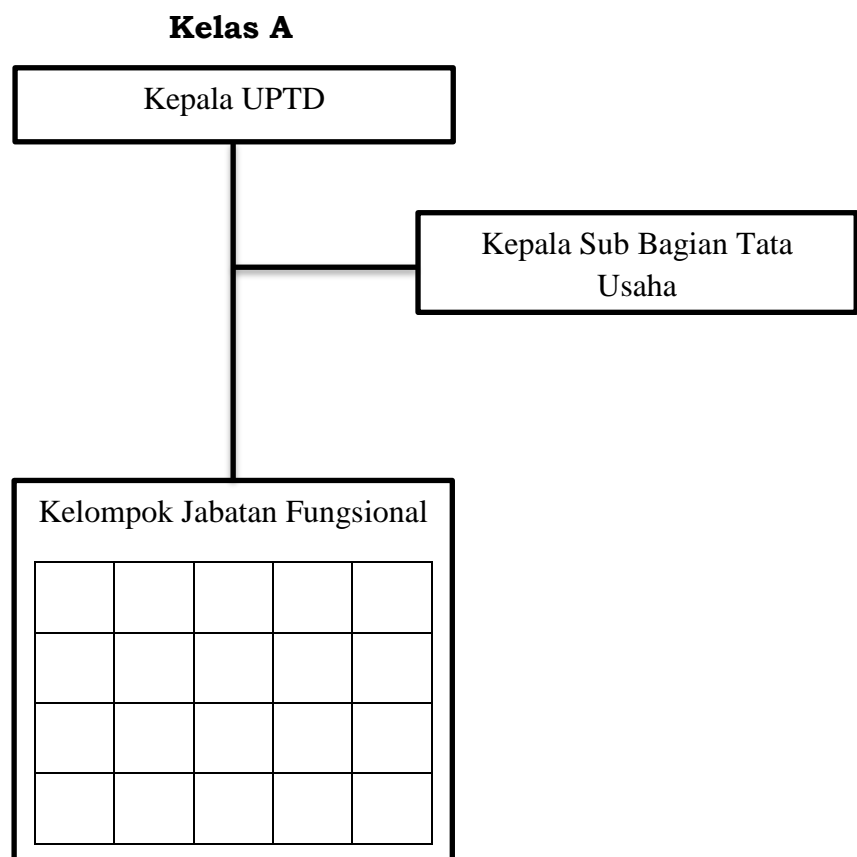 Kelas A
Kepala UPTD
Kepala Sub Bagian Tata
Usaha
Kelompok Jabatan Fungsional